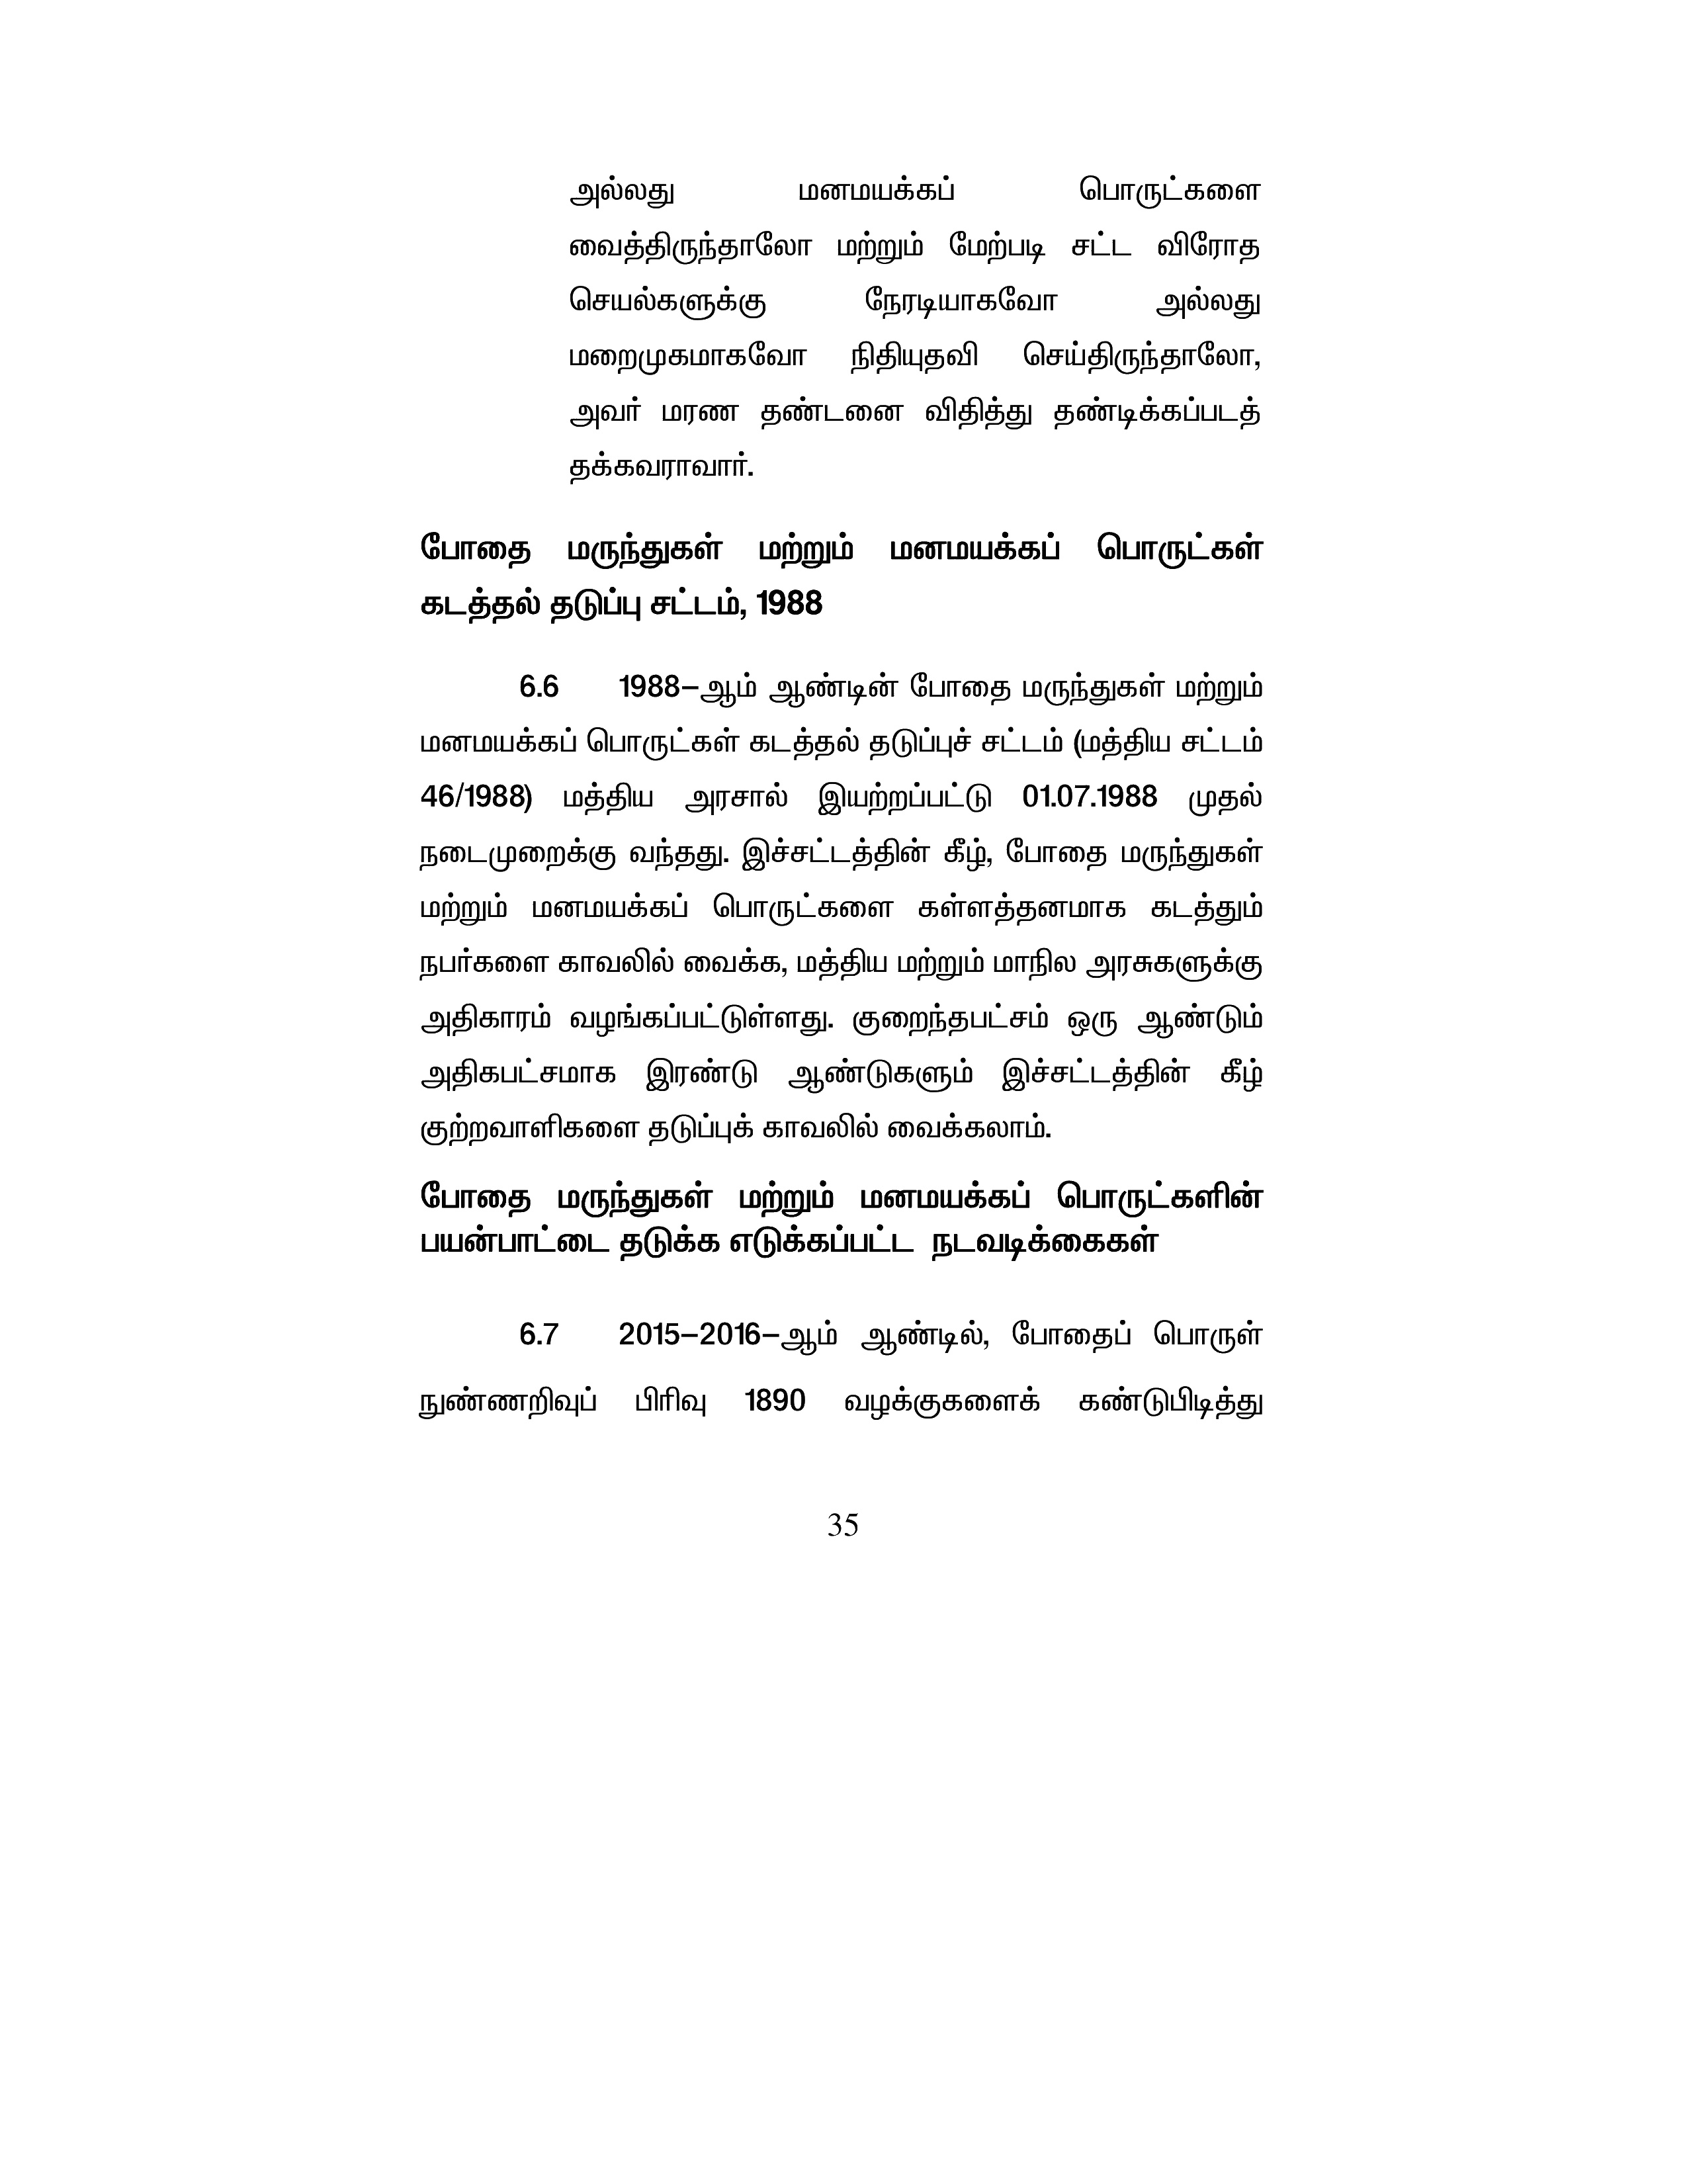 அல்லது மனமயக்கப் பொருட்களை
வைத்திருந்தாலோ மற்றும் மேற்படி சட்ட விரோத
செயல்களுக்கு நேரடியாகவோ அல்லது
மறைமுகமாகவோ நிதியுதவி செய்திருந்தாலோ,
அவர் மரண தண்டனை விதித்து தண்டிக்கப்படத்
தக்கவராவார்.
போதை மருந்துகள் மற்றும் மனமயக்கப் பொருட்கள்
கடத்தல் தடுப்பு சட்டம், 1988
6.6 1988–ஆம் ஆண்டின் போதை மருந்துகள் மற்றும்
மனமயக்கப் பொருட்கள் கடத்தல் தடுப்புச் சட்டம் (மத்திய சட்டம்
46/1988) மத்திய அரசால் இயற்றப்பட்டு 01.07.1988 முதல்
நடைமுறைக்கு வந்தது. இச்சட்டத்தின் கீழ், போதை மருந்துகள்
மற்றும் மனமயக்கப் பொருட்களை கள்ளத்தனமாக கடத்தும்
நபர்களை காவலில் வைக்க, மத்திய மற்றும் மாநில அரசுகளுக்கு
அதிகாரம் வழங்கப்பட்டுள்ளது. குறைந்தபட்சம் ஒரு ஆண்டும்
அதிகபட்சமாக இரண்டு ஆண்டுகளும் இச்சட்டத்தின் கீழ்
குற்றவாளிகளை தடுப்புக் காவலில் வைக்கலாம்.
போதை மருந்துகள் மற்றும் மனமயக்கப் பொருட்களின்
பயன்பாட்டை தடுக்க எடுக்கப்பட்ட நடவடிக்கைகள்
6.7 2015–2016–ஆம் ஆண்டில், போதைப் பொருள்
நுண்ணறிவுப் பிரிவு 1890 வழக்குகளைக் கண்டுபிடித்து
35